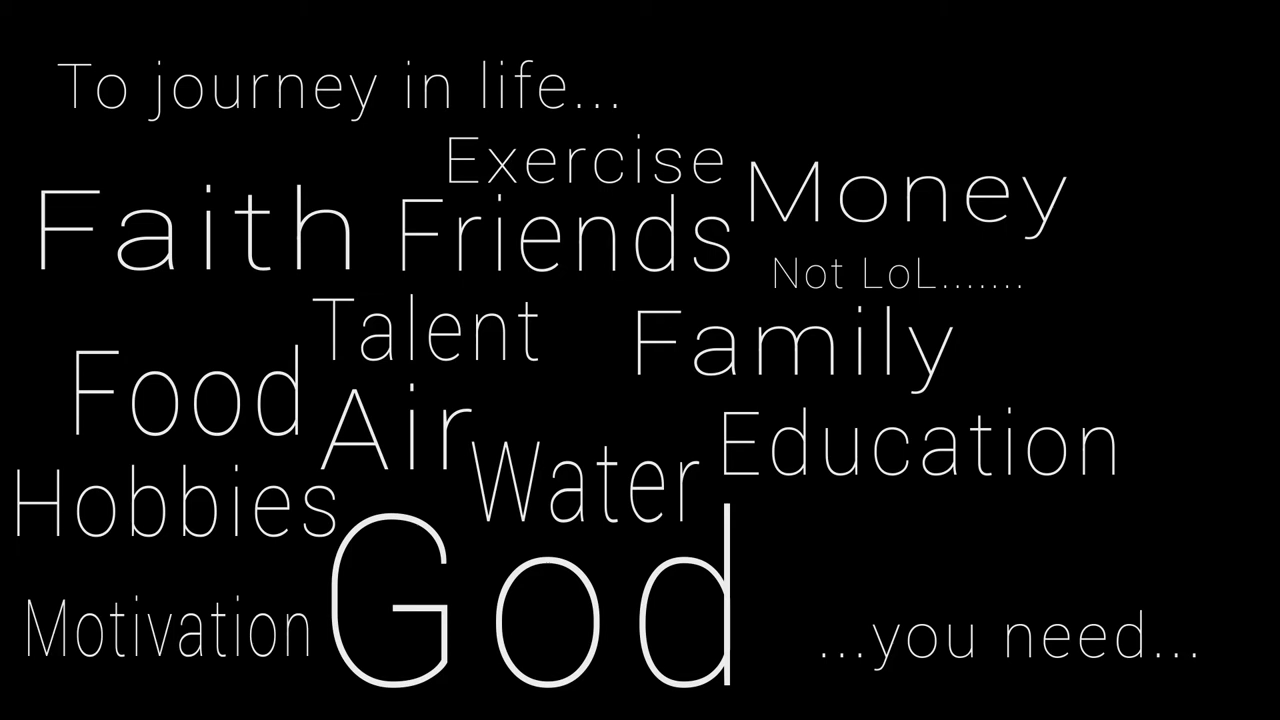 To journey in life...
Exercise
Money
Faith Friends
Not LoL.......
Talent
Family
Food
Air
Education
Water
Hobbies
God
Motivation
...you need...